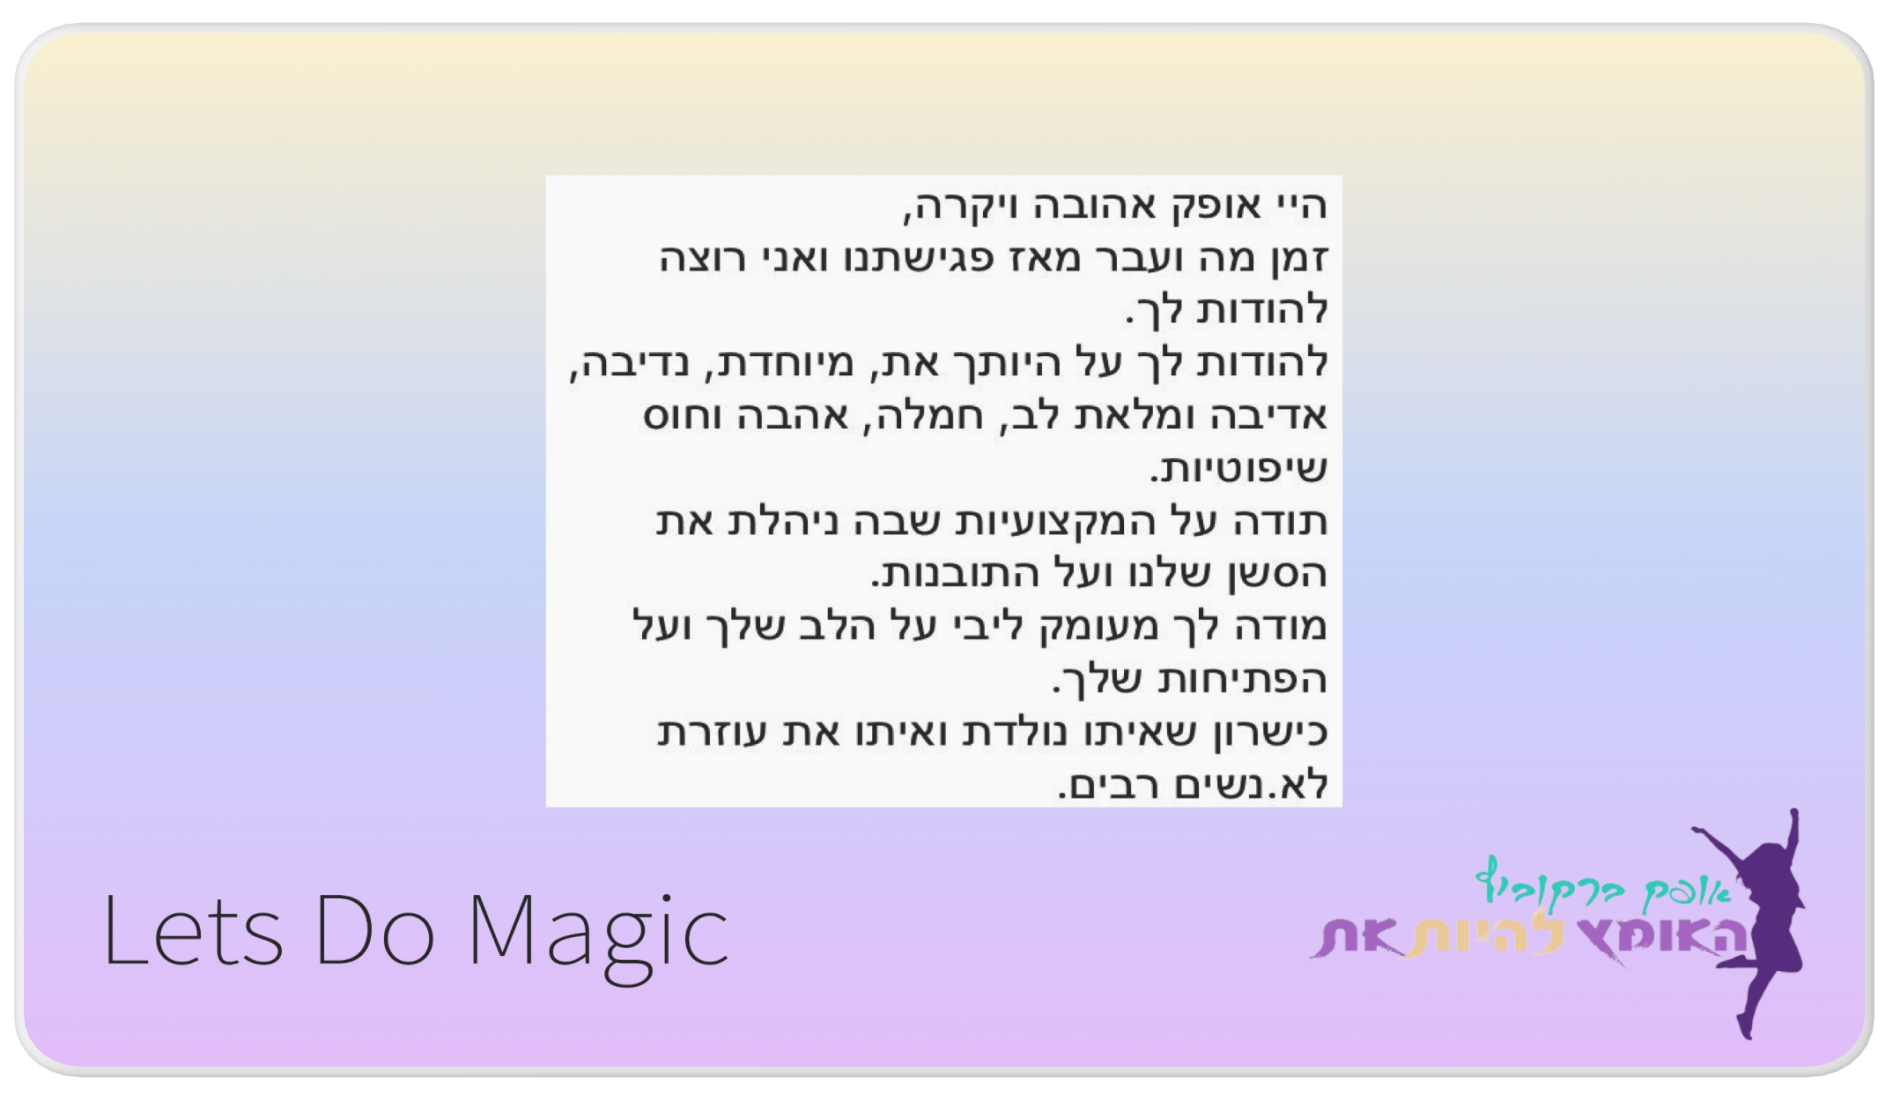 היי אופק אהובה ויקרה,
זמן מה ועבר מאז פגישתנו ואני רוצה
להודות לך.
להודות לך על היותך את, מיוחדת, נדיבה,
אדיבה ומלאת לב, חמלה, אהבה וחוס
שיפוטיות.
תודה על המקצועיות שבה ניהלת את
הסשן שלנו ועל התובנות.
מודה לך מעומק ליבי על הלב שלך ועל
הפתיחות שלך.
כישרון שאיתו נולדת ואיתו את עוזרת
לא.נשים רבים.
Lets Do Magic
אופק ברקוביץ
האומץ להיות את